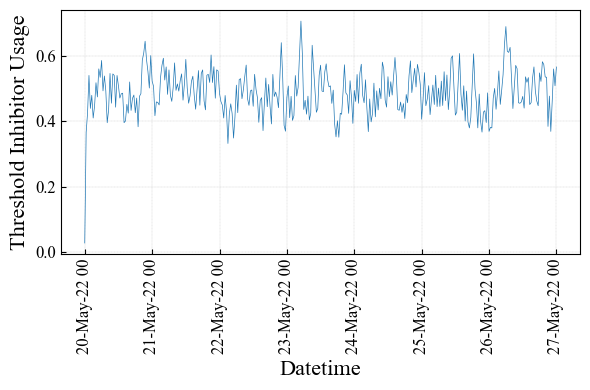 Threshold Inhibitor Usage
0.6
0.4
0.2
0.0
20-May-22 00
21-May-22 00
22-May-22 00
23-May-22 00
24-May-22 00
25-May-22 00
26-May-22 00
27-May-22 00
Datetime